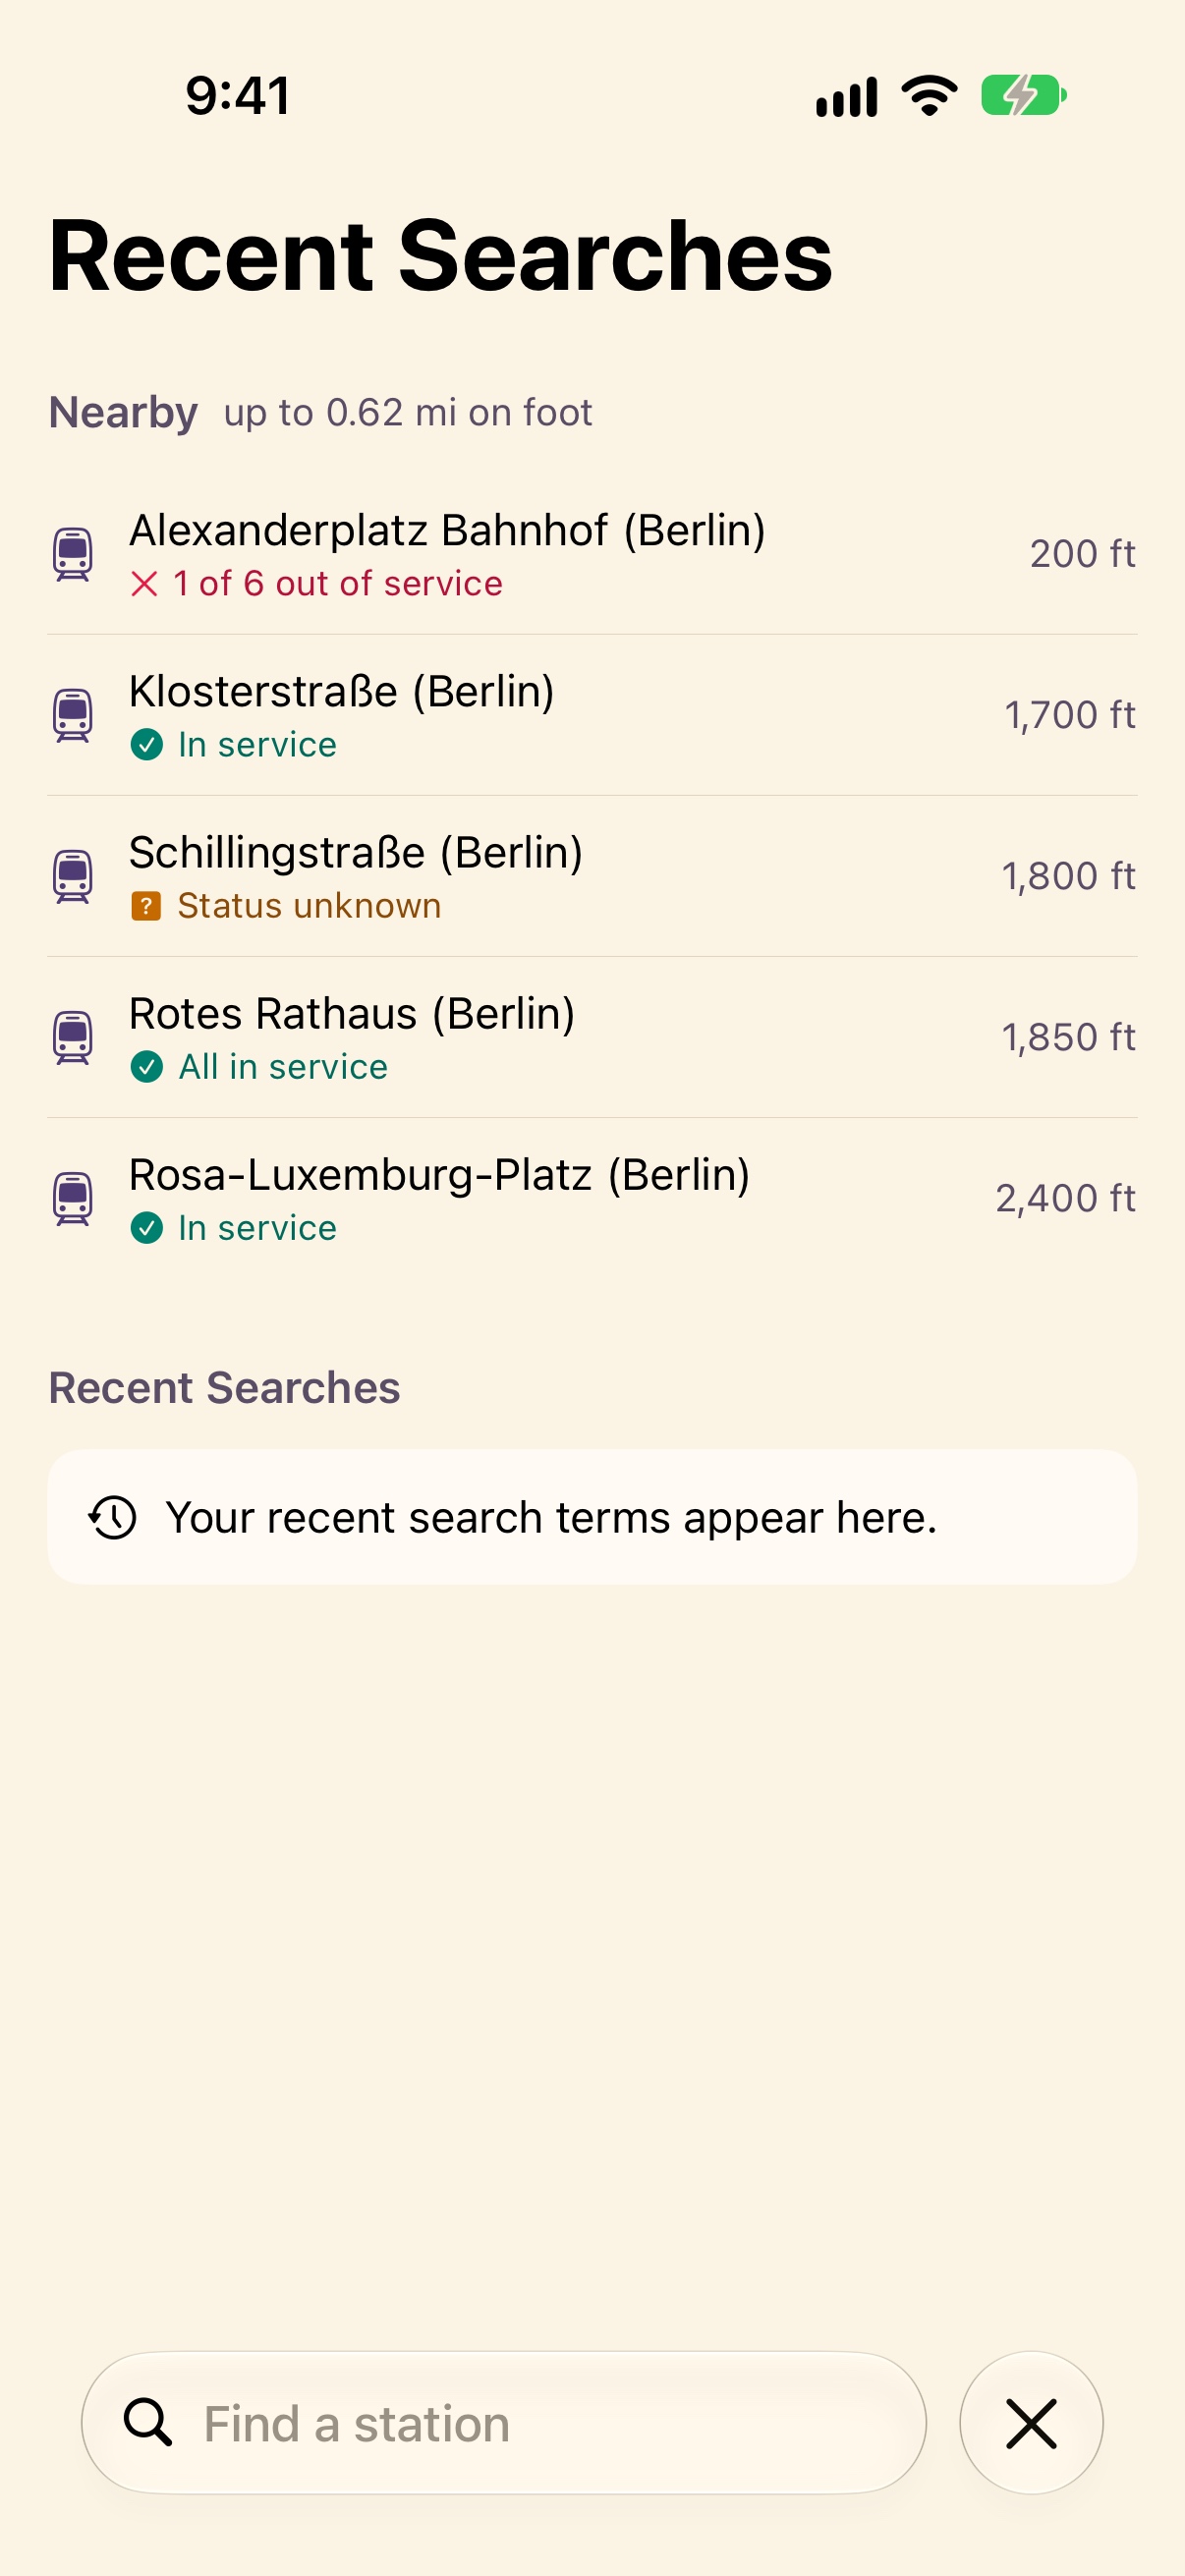 9:41
Recent Searches
Nearby up to 0.62 mi on foot
Alexanderplatz Bahnhof (Berlin)
1 of 6 out of service
200 ft
Klosterstraße (Berlin)
In service
1,700 ft
Schillingstraße (Berlin)
? Status unknown
1,800 ft
Rotes Rathaus (Berlin)
All in service
1,850 ft
Rosa-Luxemburg-Platz (Berlin)
In service
2,400 ft
Recent Searches
Your recent search terms appear here.
Find a station